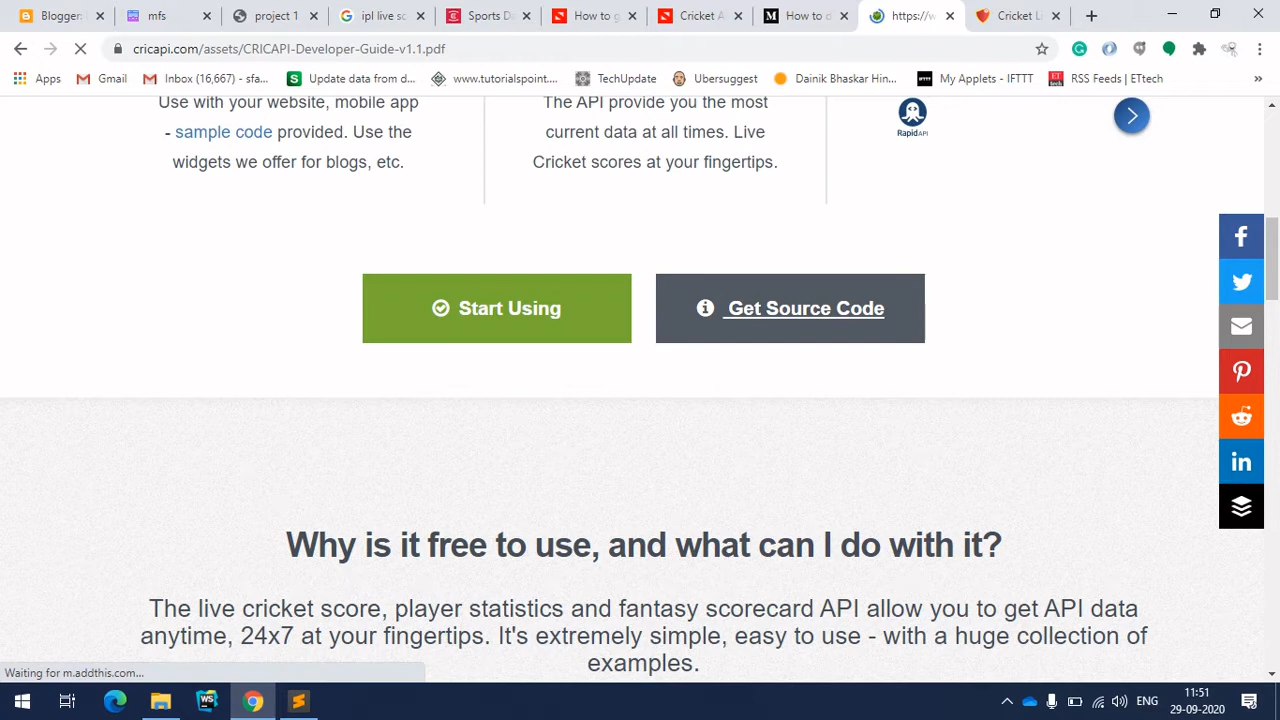 Blogger:
mfs
project 1
ipl live s
Sports D
How to g
Cricket A
How to d
https://w
Cricket Li
cricapi.com/assets/CRICAPI-Developer-Guide-v1.1.pdf
Apps
Gmail
Inbox (16,667) - sfa...
Update data from d...
www.tutorialspoint....
TechUpdate
Ubersuggest
Dainik Bhaskar Hin...
My Applets - IFTTT
RSS Feeds | ETtech
»
Use with your website, mobile app
- sample code provided. Use the
widgets we offer for blogs, etc.
The API provide you the most
current data at all times. Live
Cricket scores at your fingertips.
RapidAPI
Start Using
Get Source Code
Why is it free to use, and what can I do with it?
The live cricket score, player statistics and fantasy scorecard API allow you to get API data
anytime, 24x7 at your fingertips. It's extremely simple, easy to use - with a huge collection of
examples.
Waiting for m.addthis.com...
ENG
11:51
29-09-2020